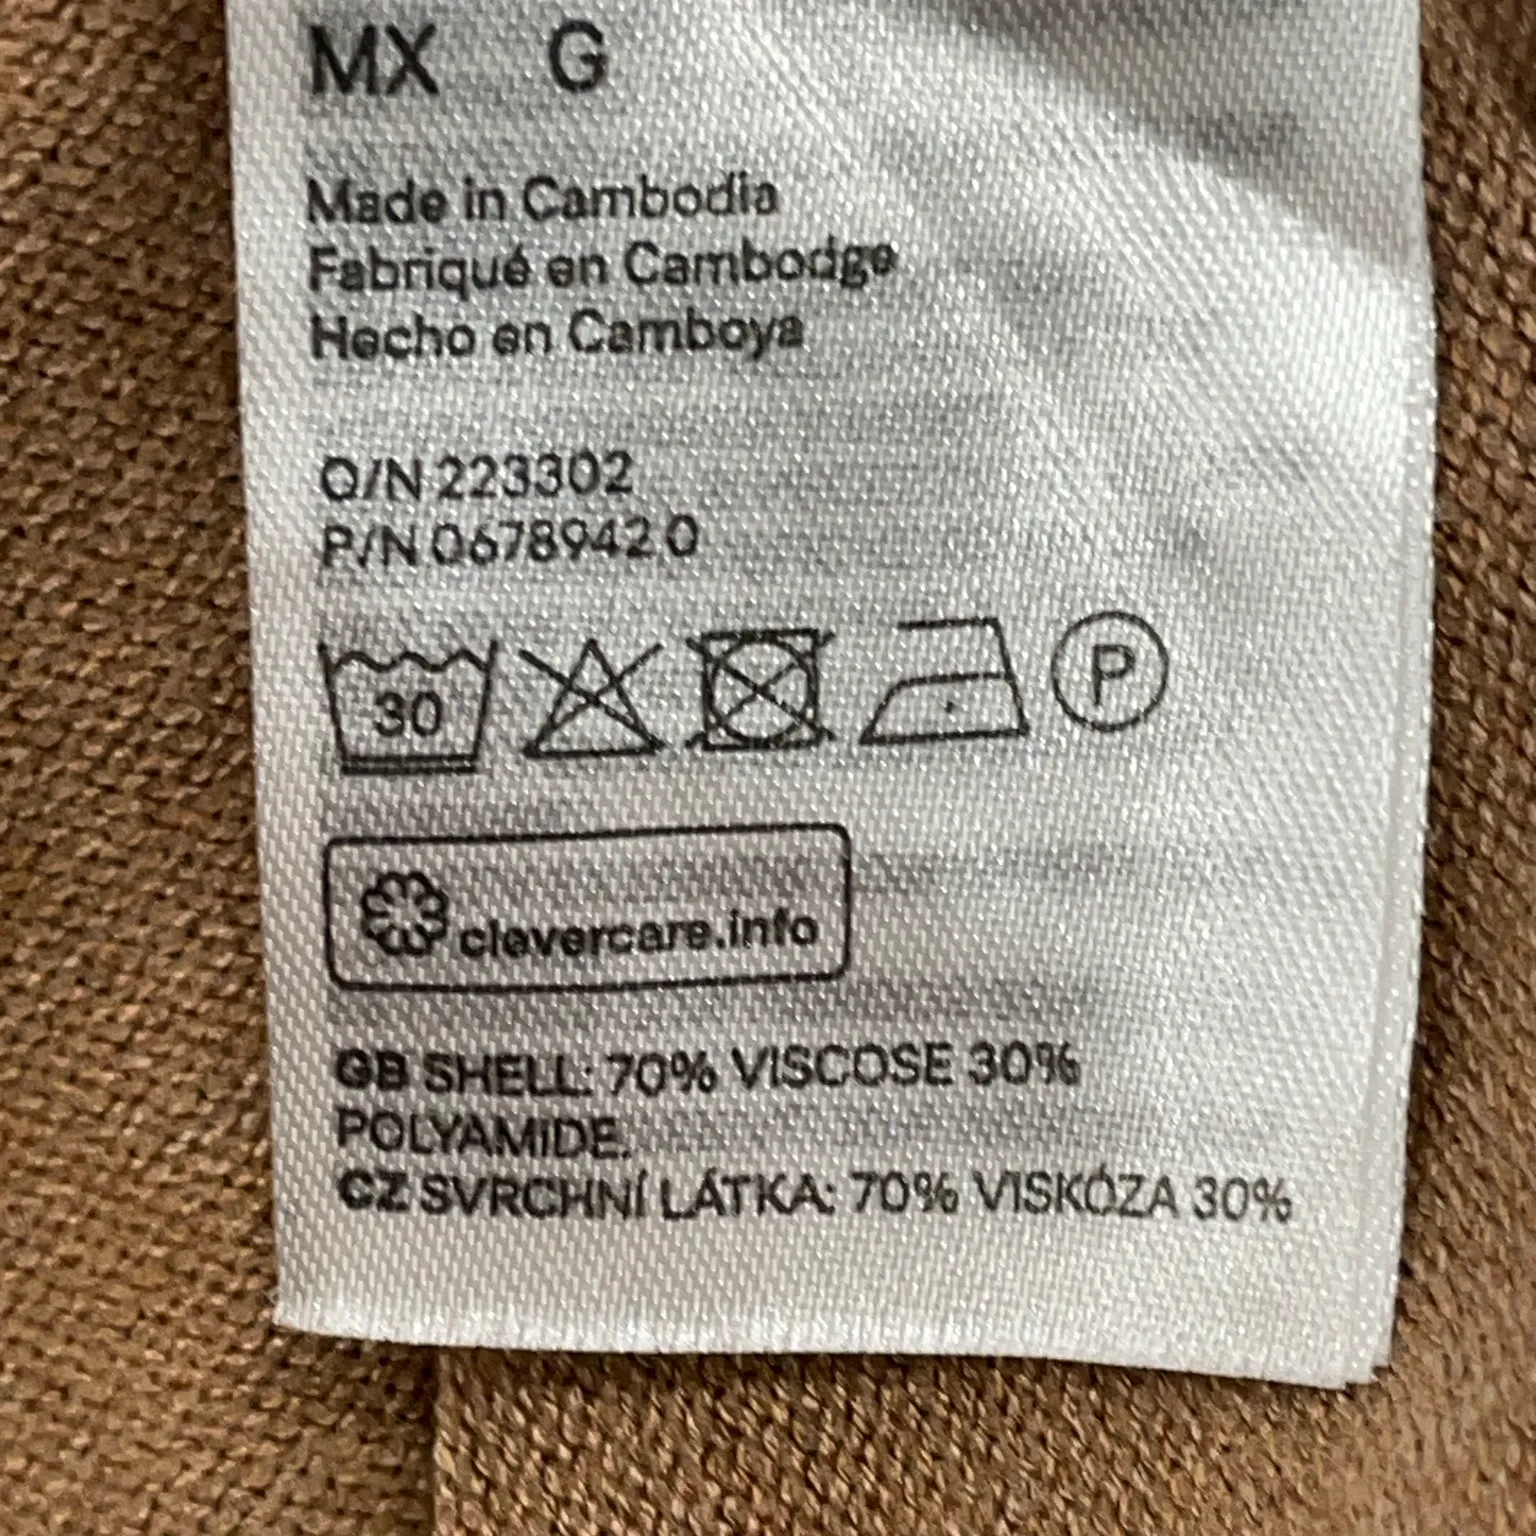 MX G
Made in Cambodia
Fabriqué en Cambodge
Hecho en Camboya
O/N 223302
P/N 0678942 0
30
P
clevercare.info
GB SHELL: 70% VISCOSE 30%
POLYAMIDE.
CZ SVRCHNÍ LÁTKA: 70% VISKÓZA 30%